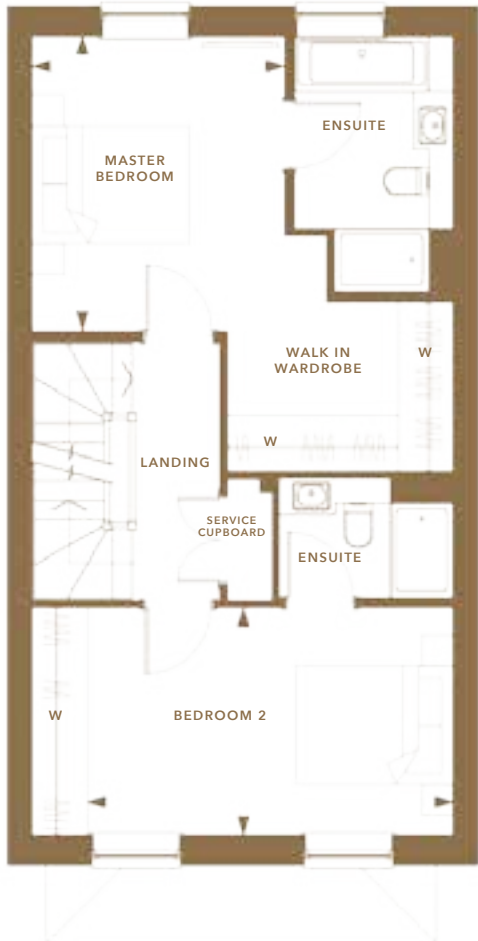 ENSUITE
MASTER
BEDROOM
WALK IN
WARDROBE
W
W
LANDING
SERVICE
CUPBOARD
ENSUITE
W
BEDROOM 2